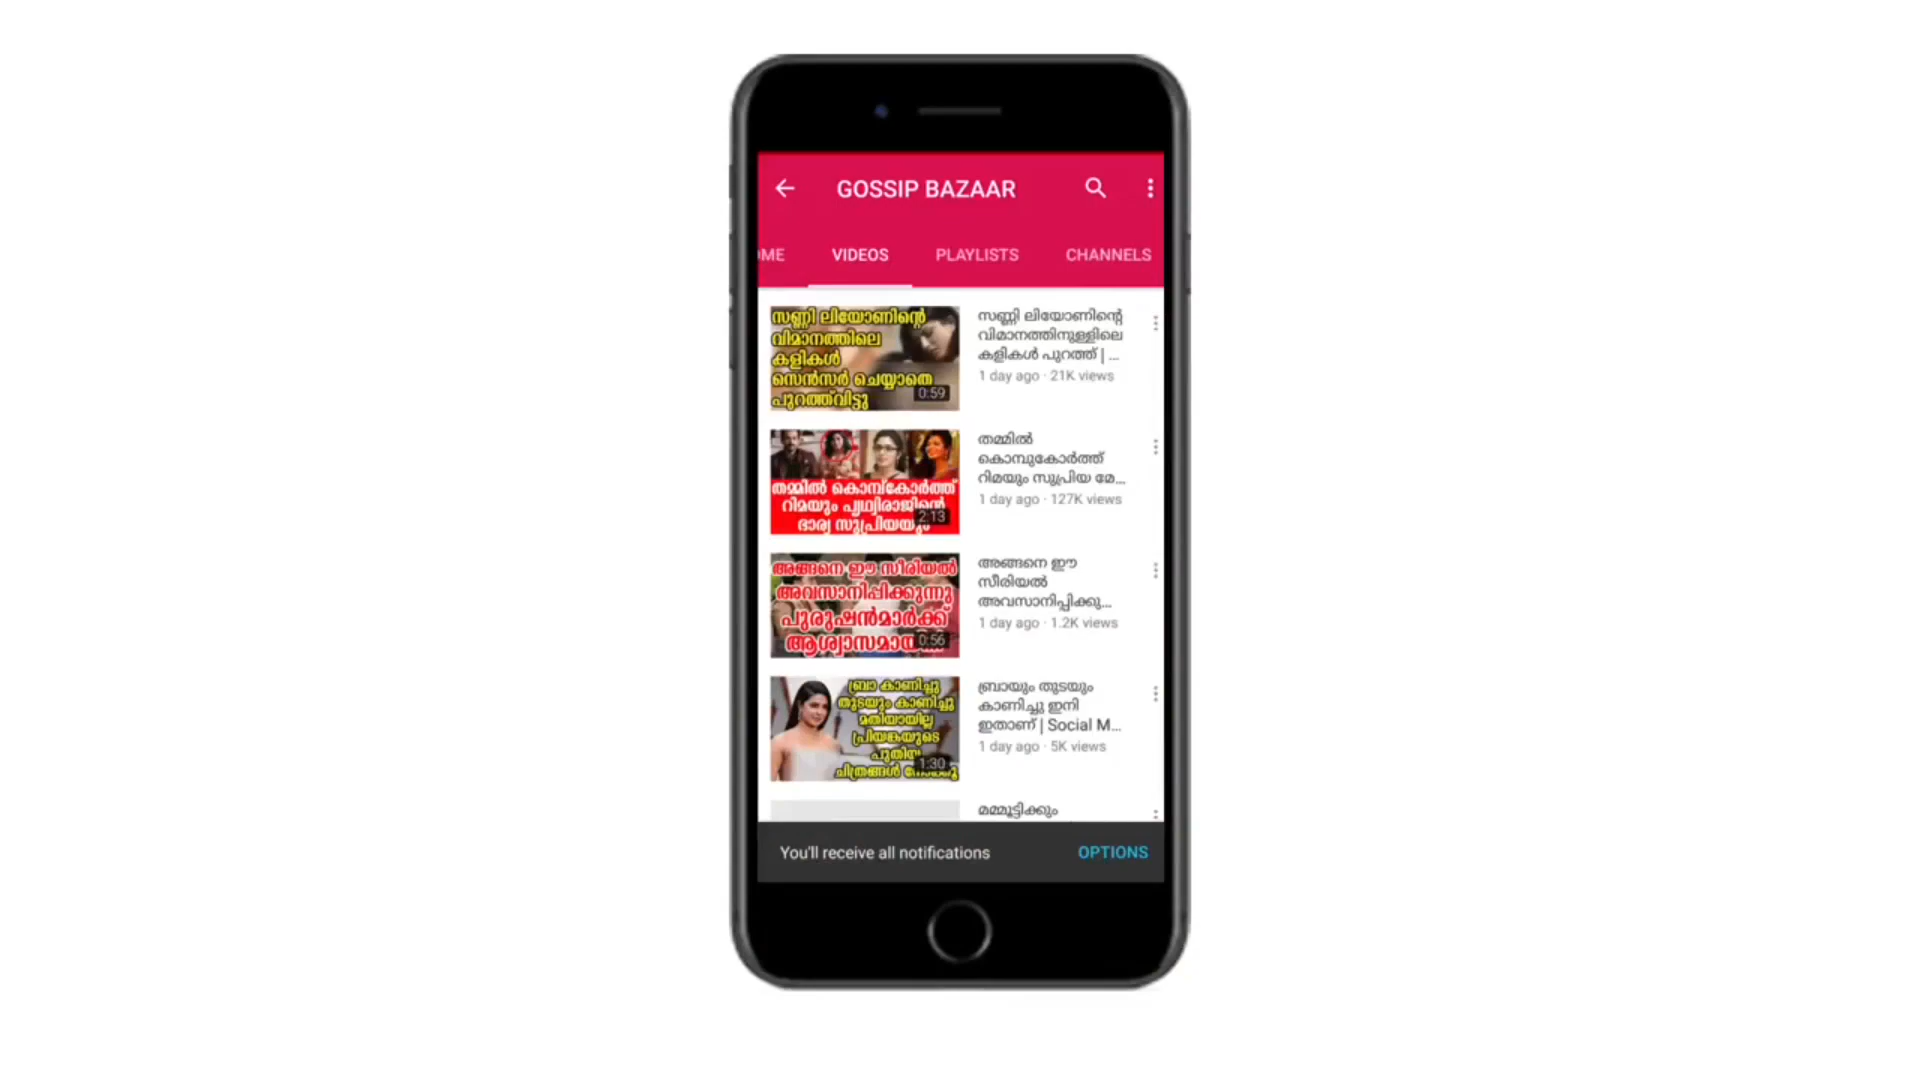 GOSSIP BAZAAR
OME
VIDEOS
PLAYLISTS
CHANNELS
സണ്ണി ലിയോണിന്റെ
വിമാനത്തിലെ
കളികൾ
സെൻസർ ചെയ്യാതെ
പുറത്ത്‌വിട്ടു
0:59
സണ്ണി ലിയോണിന്റെ
വിമാനത്തിനുള്ളിലെ
കളികൾ പുറത്ത് | ...
1 day ago · 21K views
തമ്മിൽ കൊമ്പ്കോർത്ത്
റിമയും പൃഥ്വിരാജിന്റെ
ഭാര്യ സുപ്രിയയും
2:13
തമ്മിൽ
കൊമ്പുകോർത്ത്
റിമയും സുപ്രിയ മേ...
1 day ago · 127K views
അങ്ങനെ ഈ സീരിയൽ
അവസാനിപ്പിക്കുന്നു
പുരുഷൻമാർക്ക്
0:56
അങ്ങനെ ഈ
സീരിയൽ
അവസാനിപ്പിക്കു...
1 day ago · 1.2K views
ബ്രാ കാണിച്ചു
തുടയും കാണിച്ചു
മതിയായില്ല
പ്രിയങ്കയുടെ
പുതിയ
ചിത്രങ്ങൾ
1:30
ബ്രായും തുടയും
കാണിച്ചു ഇനി
ഇതാണ് | Social M...
1 day ago · 5K views
മമ്മൂട്ടിക്കും
You'll receive all notifications
OPTIONS